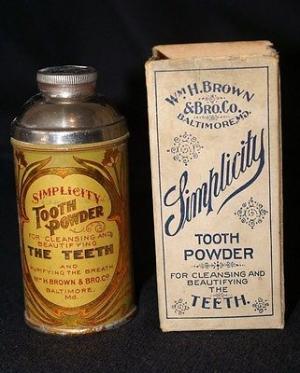 SIMPLICITY
TOOTH
POWDER
FOR CLEANSING AND
BEAUTIFYING
THE TEETH
AND
PURIFYING THE BREATH
WM H. BROWN & BRO. CO.
BALTIMORE,
MD.
WM H. BROWN
& BRO. CO.
BALTIMORE, MD.
Simplicity
TOOTH
POWDER
FOR CLEANSING AND
BEAUTIFYING
THE
TEETH.